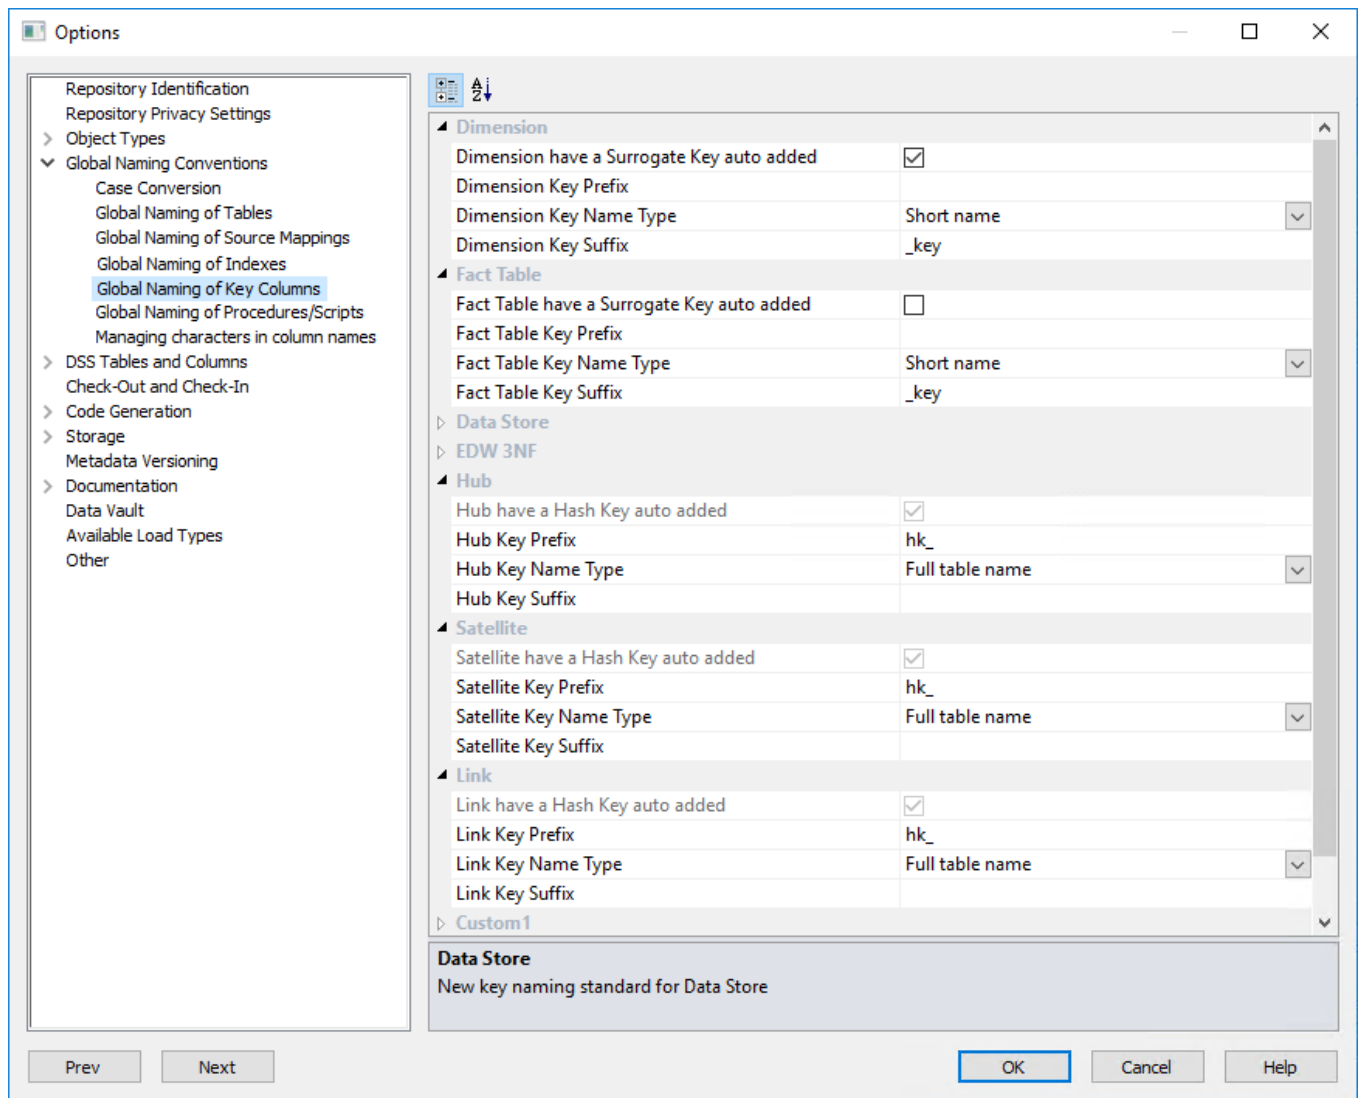 Options
Repository Identification
Repository Privacy Settings
Object Types
Global Naming Conventions
Case Conversion
Global Naming of Tables
Global Naming of Source Mappings
Global Naming of Indexes
Global Naming of Key Columns
Global Naming of Procedures/Scripts
Managing characters in column names
DSS Tables and Columns
Check-Out and Check-In
Code Generation
Storage
Metadata Versioning
Documentation
Data Vault
Available Load Types
Other
Dimension
Dimension have a Surrogate Key auto added
Dimension Key Prefix
Dimension Key Name Type Short name
Dimension Key Suffix _key
Fact Table
Fact Table have a Surrogate Key auto added
Fact Table Key Prefix
Fact Table Key Name Type Short name
Fact Table Key Suffix _key
Data Store
EDW 3NF
Hub
Hub have a Hash Key auto added
Hub Key Prefix hk_
Hub Key Name Type Full table name
Hub Key Suffix
Satellite
Satellite have a Hash Key auto added
Satellite Key Prefix hk_
Satellite Key Name Type Full table name
Satellite Key Suffix
Link
Link have a Hash Key auto added
Link Key Prefix hk_
Link Key Name Type Full table name
Link Key Suffix
Custom1
Data Store
New key naming standard for Data Store
Prev Next OK Cancel Help